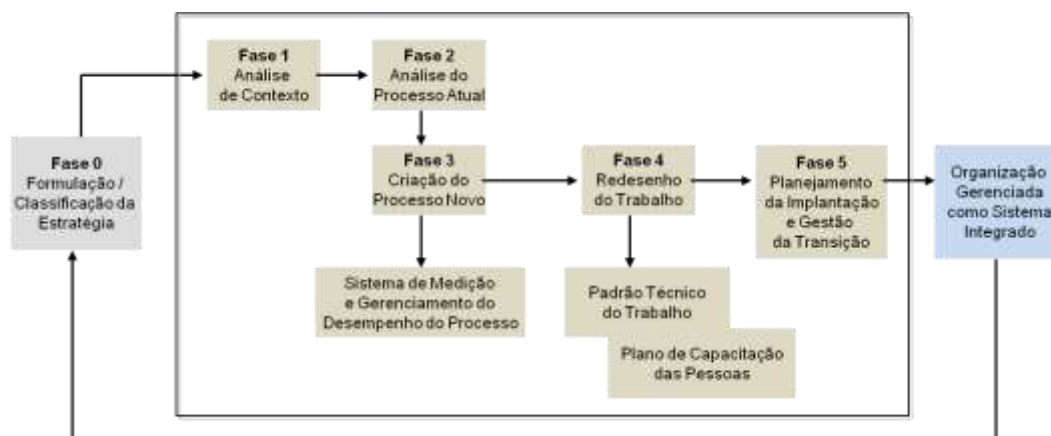 Fase 1
Análise
de Contexto
Fase 2
Análise do
Processo Atual
Fase 0
Formulação /
Classificação da
Estratégia
Fase 3
Criação do
Processo Novo
Fase 4
Redesenho
do Trabalho
Fase 5
Planejamento
da Implantação
e Gestão
da Transição
Organização
Gerenciada
como Sistema
Integrado
Sistema de Medição
e Gerenciamento do
Desempenho do Processo
Padrão Técnico
do Trabalho
Plano de Capacitação
das Pessoas